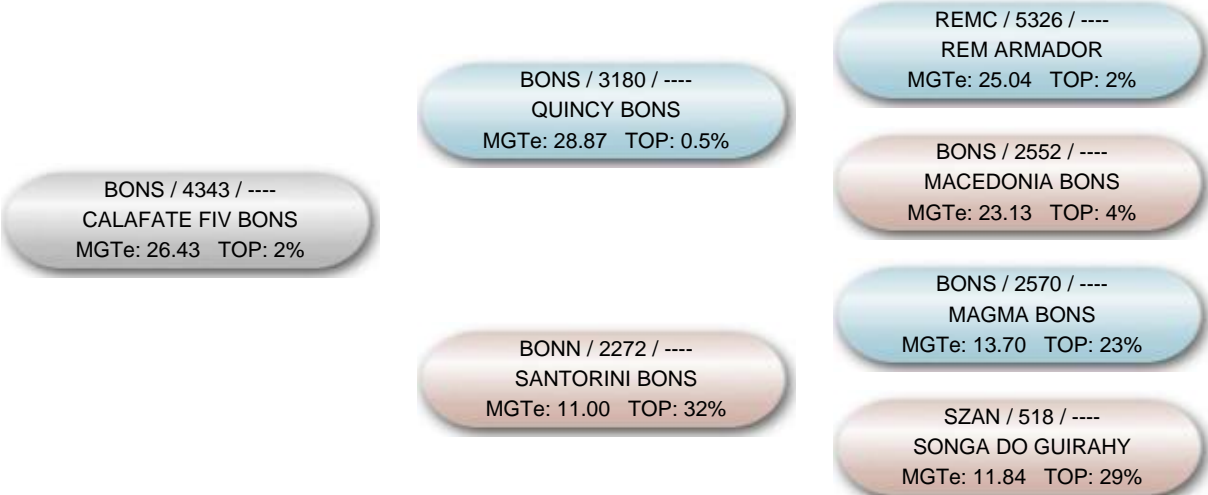 BONS / 4343 / ----
CALAFATE FIV BONS
MGTe: 26.43 TOP: 2%
BONS / 3180 / ----
QUINCY BONS
MGTe: 28.87 TOP: 0.5%
BONN / 2272 / ----
SANTORINI BONS
MGTe: 11.00 TOP: 32%
REMC / 5326 / ----
REM ARMADOR
MGTe: 25.04 TOP: 2%
BONS / 2552 / ----
MACEDONIA BONS
MGTe: 23.13 TOP: 4%
BONS / 2570 / ----
MAGMA BONS
MGTe: 13.70 TOP: 23%
SZAN / 518 / ----
SONGA DO GUIRAHY
MGTe: 11.84 TOP: 29%